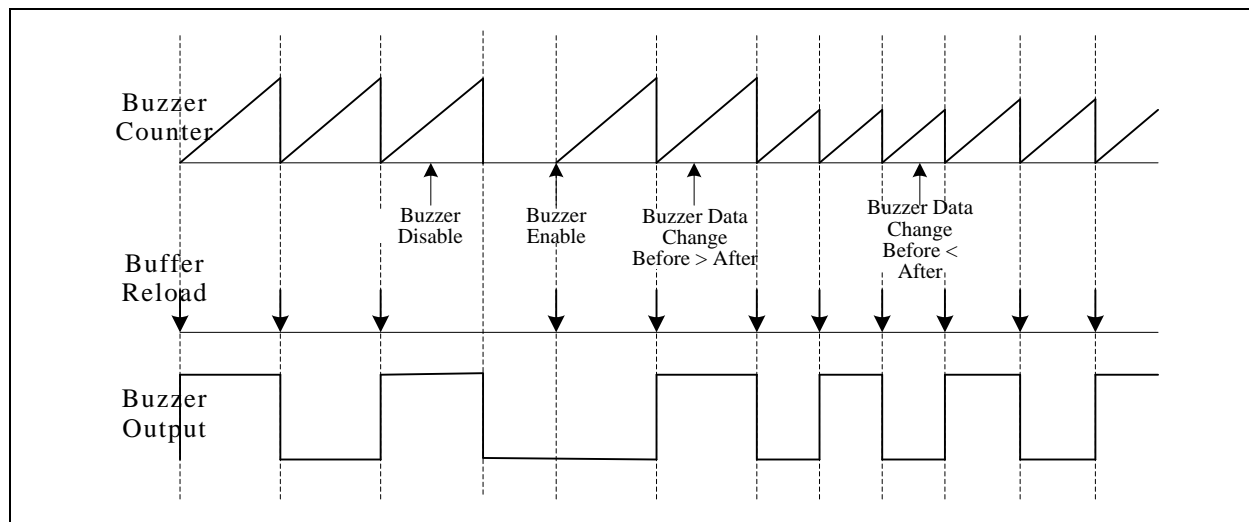 Buzzer
Counter
Buzzer
Disable
Buzzer
Enable
Buzzer Data
Change
Before > After
Buzzer Data
Change
Before <
After
Buffer
Reload
Buzzer
Output